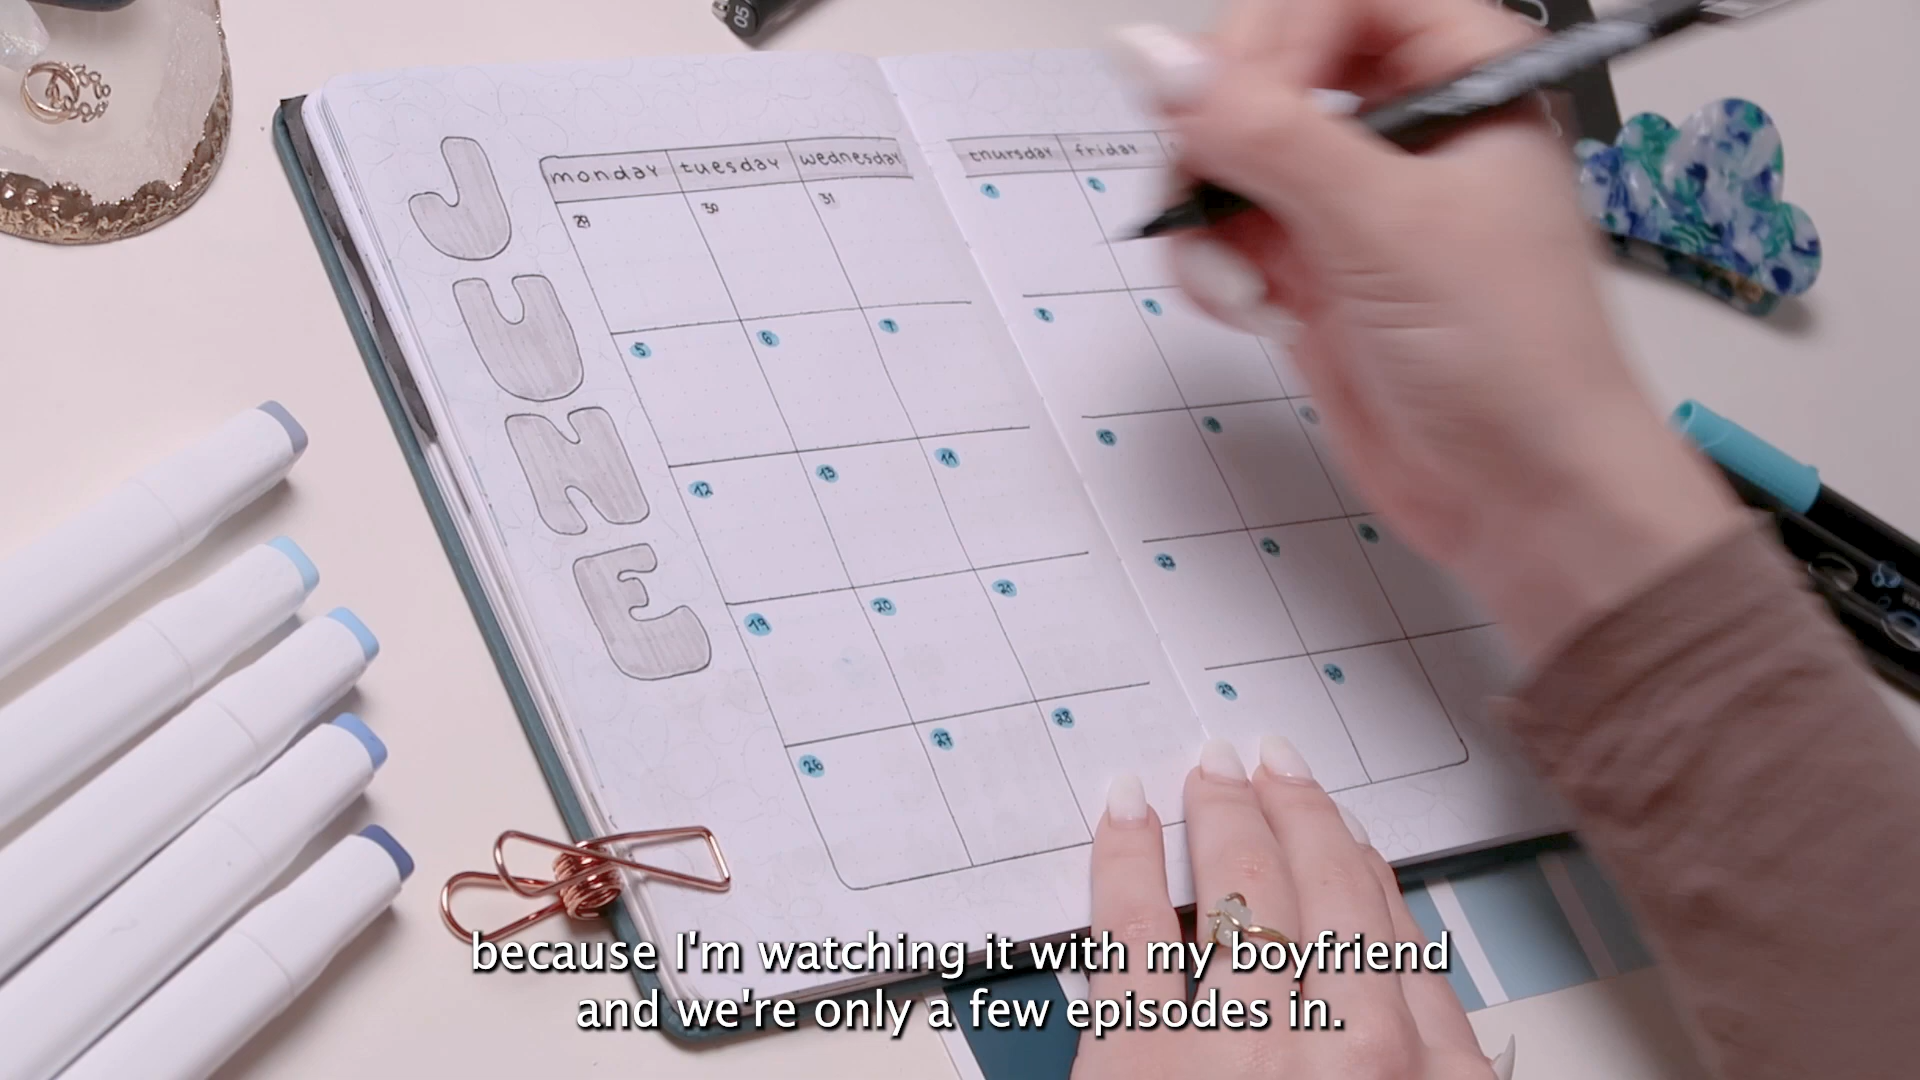 05
JUNE
monday tuesday wednesday thursday friday
29 30 31 1 2
5 6 7 8 9
12 13 14 15 16
19 20 21 22 23
26 27 28 29 30
because I'm watching it with my boyfriend
and we're only a few episodes in.